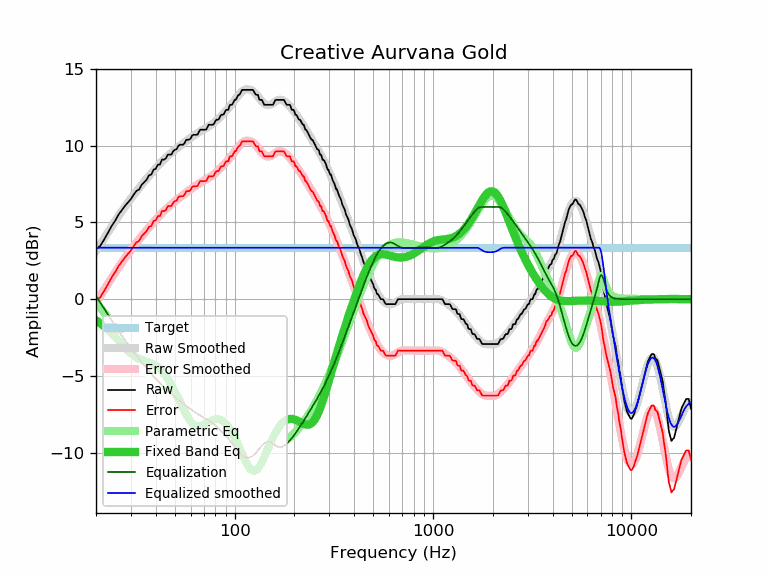 Creative Aurvana Gold
15
10
5
0
−5
−10
Amplitude (dBr)
Target
Raw Smoothed
Error Smoothed
Raw
Error
Parametric Eq
Fixed Band Eq
Equalization
Equalized smoothed
100
1000
10000
Frequency (Hz)